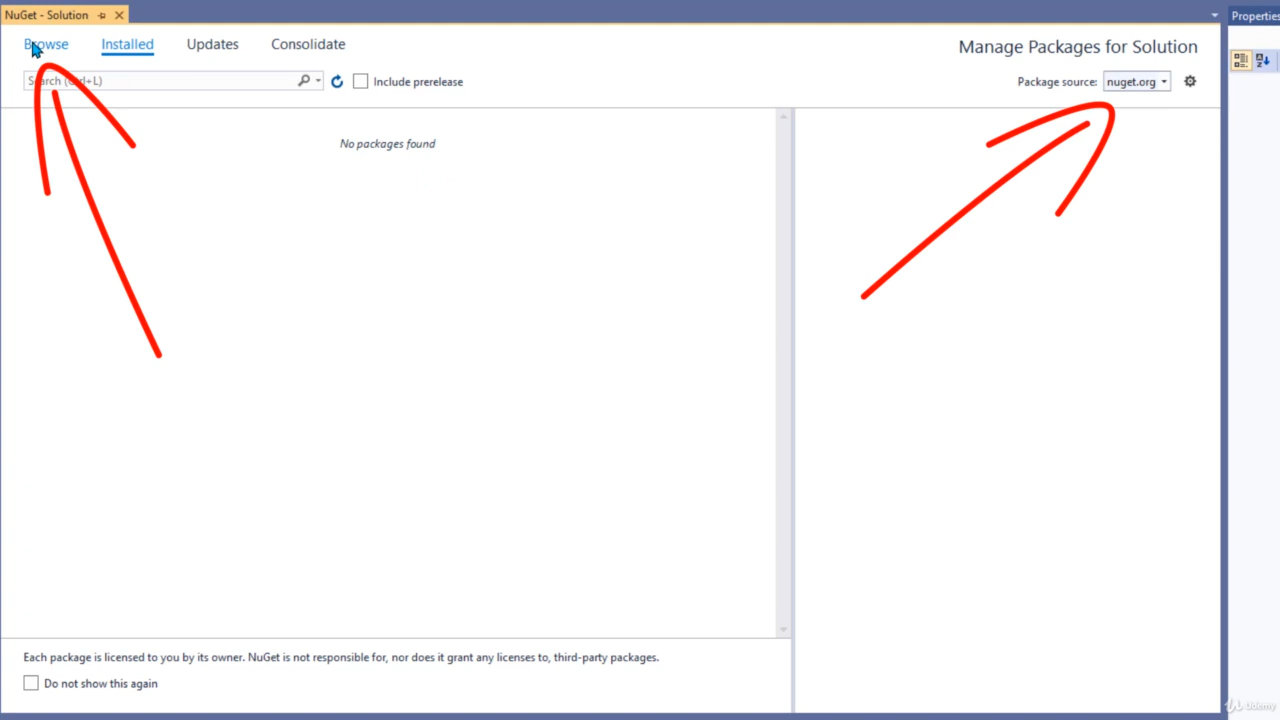 NuGet - Solution
Properties
Browse
Installed
Updates
Consolidate
Manage Packages for Solution
Search (Ctrl+L)
Include prerelease
Package source:
nuget.org
No packages found
Each package is licensed to you by its owner. NuGet is not responsible for, nor does it grant any licenses to, third-party packages.
Do not show this again
Udemy